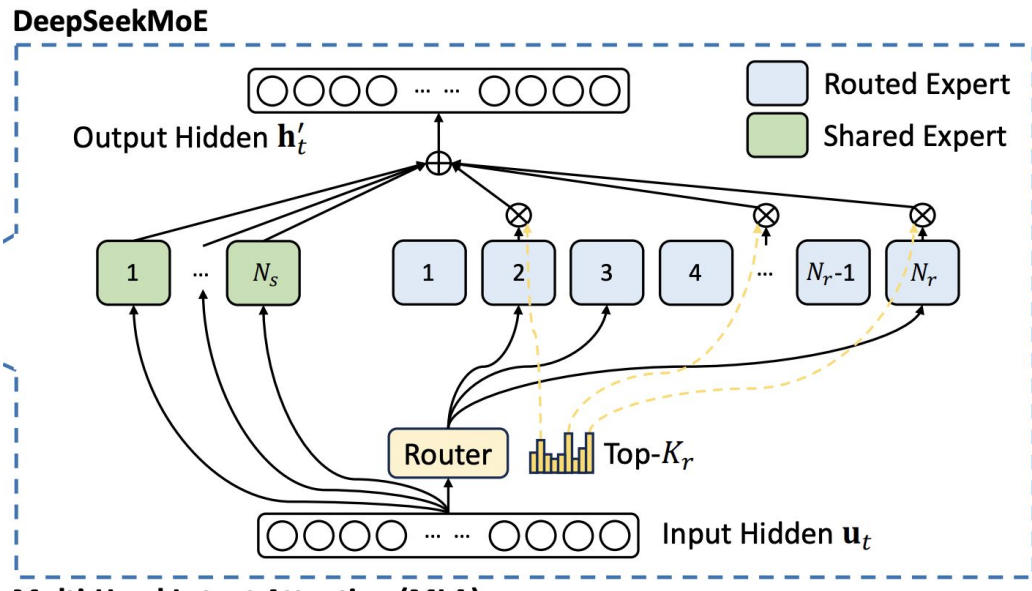 DeepSeekMoE
Routed Expert
Shared Expert
... ...
Output Hidden h′ₜ
1 ... Nₛ 1 2 3 4 ... Nᵣ-1 Nᵣ
Router
Top-Kᵣ
... ...
Input Hidden uₜ